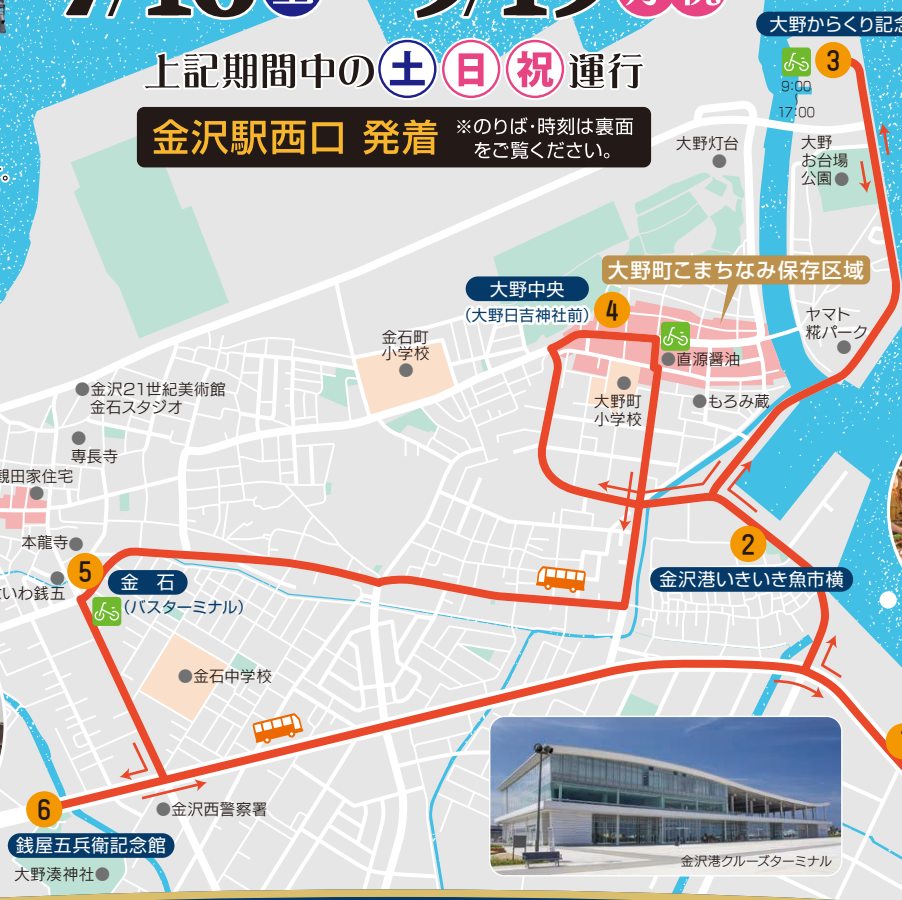 上記期間中の土日祝運行
金沢駅西口 発着
※のりば・時刻は裏面
をご覧ください。
大野からくり記念
3
9:00
〜
17:00
大野灯台
大野
お台場
公園
大野町こまちなみ保存区域
大野中央
(大野日吉神社前)
4
ヤマト
糀パーク
金石町
小学校
直源醤油
大野町
小学校
もろみ蔵
金沢21世紀美術館
金石スタジオ
専長寺
観田家住宅
本龍寺
いわ銭五
5
金 石
(バスターミナル)
2
金沢港いきいき魚市横
金石中学校
6
銭屋五兵衛記念館
大野湊神社
金沢西警察署
金沢港クルーズターミナル